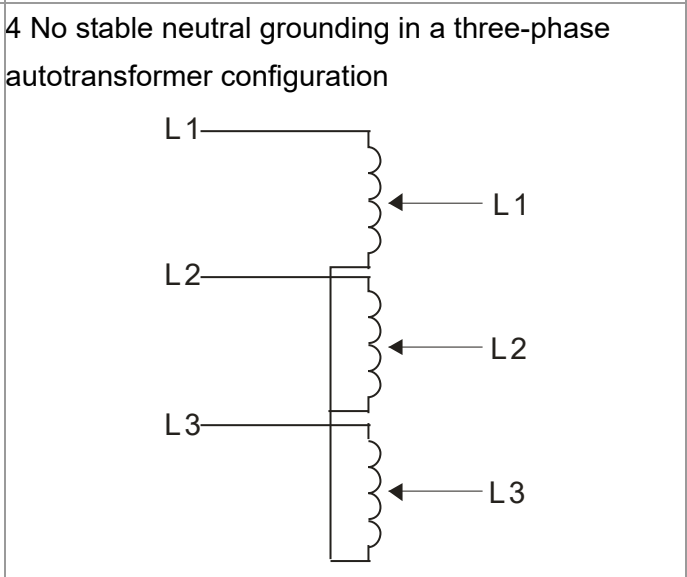 4 No stable neutral grounding in a three-phase
autotransformer configuration
L1
L1
L2
L2
L3
L3